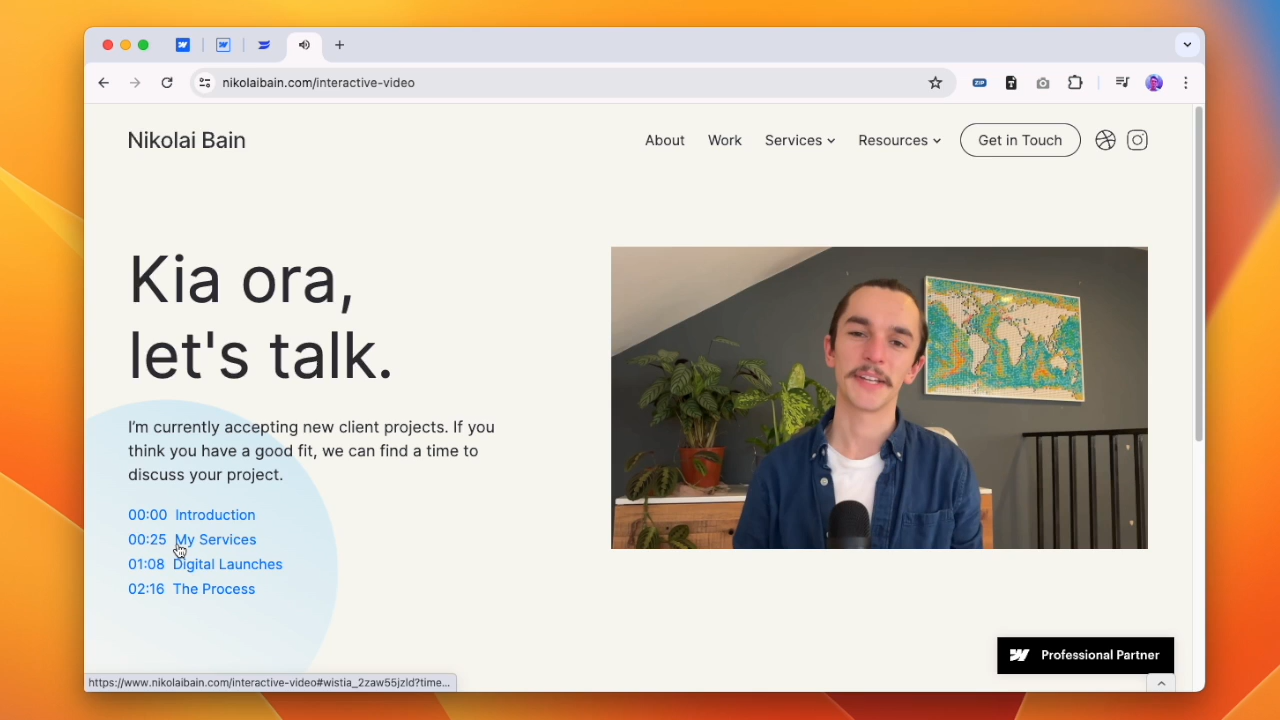 nikolaibain.com/interactive-video
ZIP
Nikolai Bain
About
Work
Services
Resources
Get in Touch
Kia ora,
let's talk.
I'm currently accepting new client projects. If you
think you have a good fit, we can find a time to
discuss your project.
00:00 Introduction
00:25 My Services
01:08 Digital Launches
02:16 The Process
Professional Partner
https://www.nikolaibain.com/interactive-video#wistia_2zaw55jzld?time...